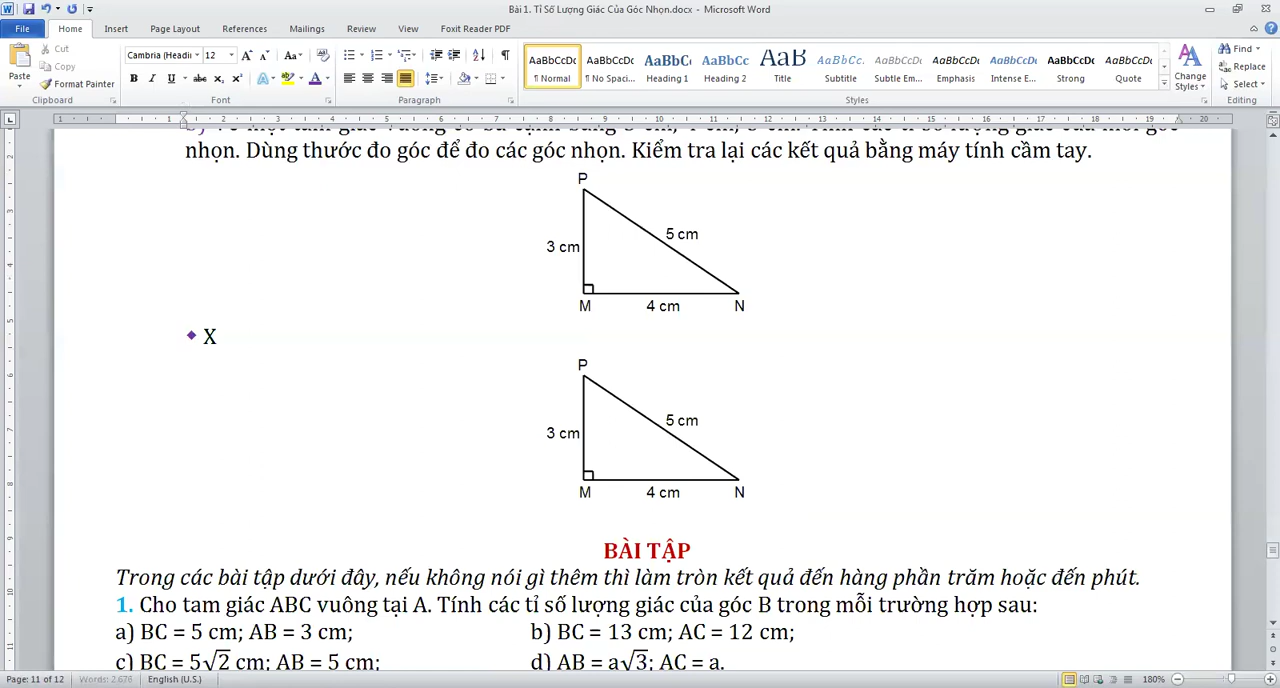 Bài 1. Tỉ Số Lượng Giác Của Góc Nhọn.docx - Microsoft Word
File Home Insert Page Layout References Mailings Review View Foxit Reader PDF
Paste
Cut
Copy
Format Painter
Clipboard
Cambria (Headin 12
Font
Paragraph
AaBbCcDc AaBbCcDc AaBbC AaBbCc AaB AaBbCc. AaBbCcDc AaBbCcDc AaBbCcDc AaBbCcDc AaBbCcDc
¶ Normal ¶ No Spaci... Heading 1 Heading 2 Title Subtitle Subtle Em... Emphasis Intense E... Strong Quote
Styles
Change Styles
Find
Replace
Select
Editing
nhọn. Dùng thước đo góc để đo các góc nhọn. Kiểm tra lại các kết quả bằng máy tính cầm tay.
P
5 cm
3 cm
M 4 cm N
X
P
5 cm
3 cm
M 4 cm N
BÀI TẬP
Trong các bài tập dưới đây, nếu không nói gì thêm thì làm tròn kết quả đến hàng phần trăm hoặc đến phút.
1. Cho tam giác ABC vuông tại A. Tính các tỉ số lượng giác của góc B trong mỗi trường hợp sau:
a) BC = 5 cm; AB = 3 cm; b) BC = 13 cm; AC = 12 cm;
c) BC = 5√2 cm; AB = 5 cm; d) AB = a√3; AC = a.
Page: 11 of 12 Words: 2.676 English (U.S.) 180%